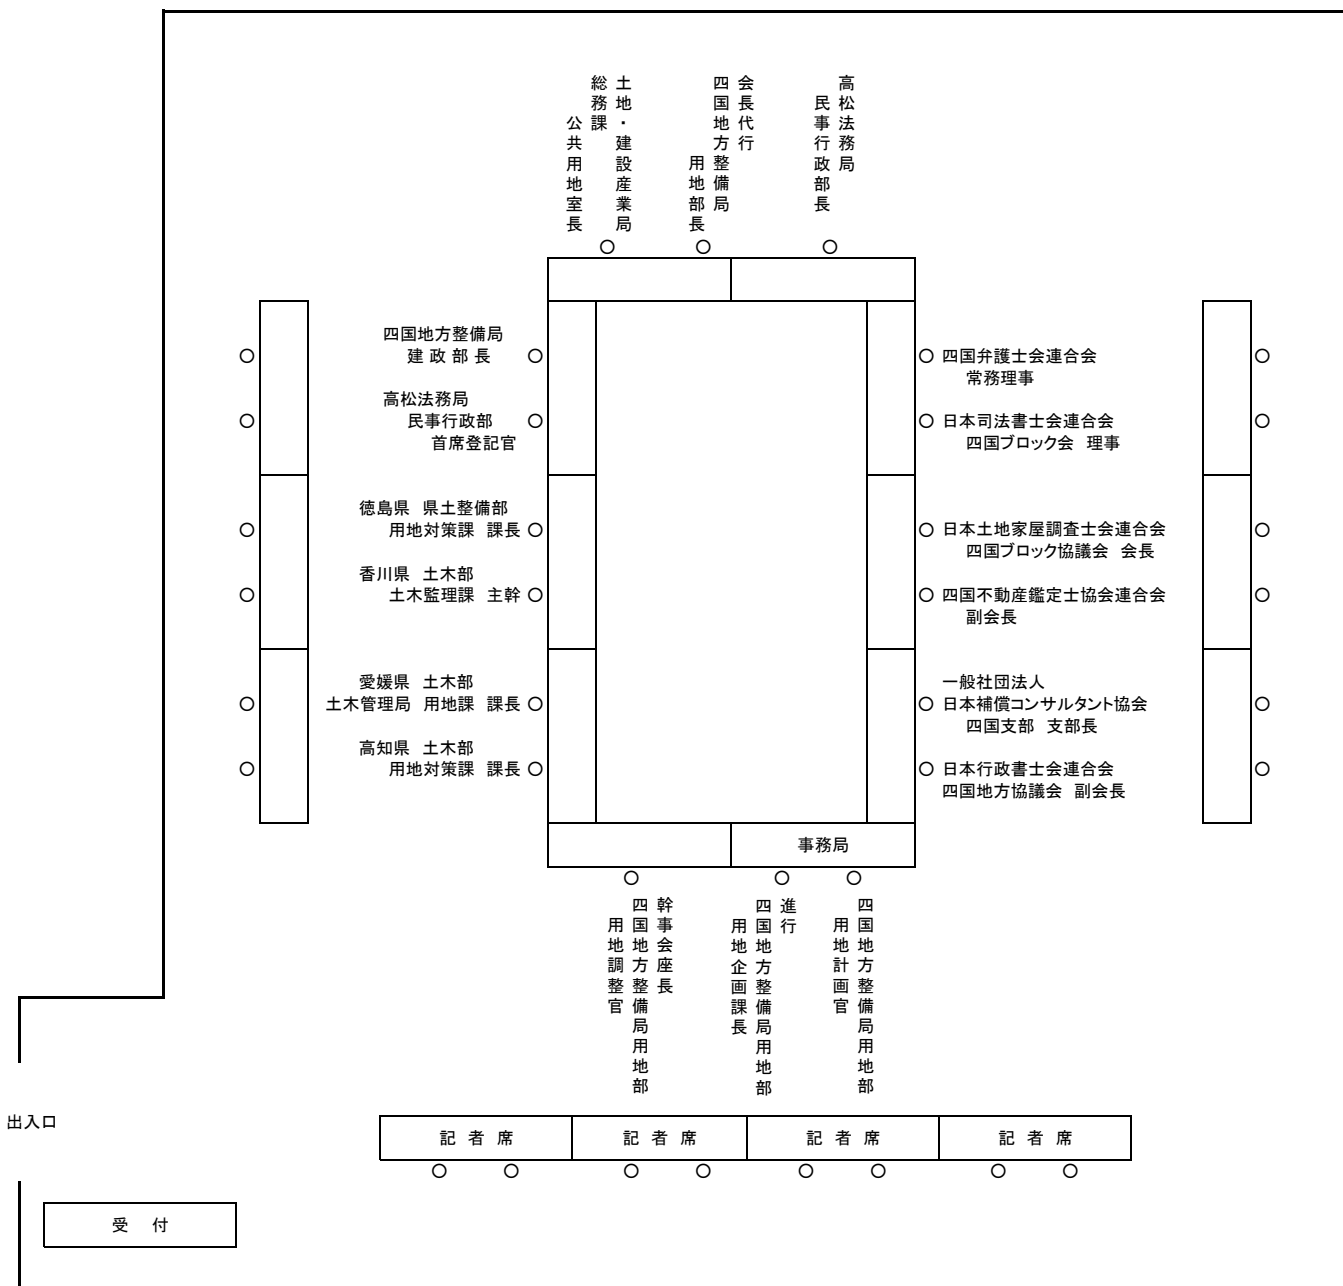 高松法務局
民事行政部長
会長代行
四国地方整備局
用地部長
土地・建設産業局
総務課
公共用地室長
四国地方整備局
建政部長
高松法務局
民事行政部
首席登記官
徳島県 県土整備部
用地対策課 課長
香川県 土木部
土木監理課 主幹
愛媛県 土木部
土木管理局 用地課 課長
高知県 土木部
用地対策課 課長
四国弁護士会連合会
常務理事
日本司法書士会連合会
四国ブロック会 理事
日本土地家屋調査士会連合会
四国ブロック協議会 会長
四国不動産鑑定士協会連合会
副会長
一般社団法人
日本補償コンサルタント協会
四国支部 支部長
日本行政書士会連合会
四国地方協議会 副会長
事務局
四国地方整備局用地部
用地計画官
進行
四国地方整備局用地部
用地企画課長
幹事会座長
四国地方整備局用地部
用地調整官
出入口
記者席
記者席
記者席
記者席
受付